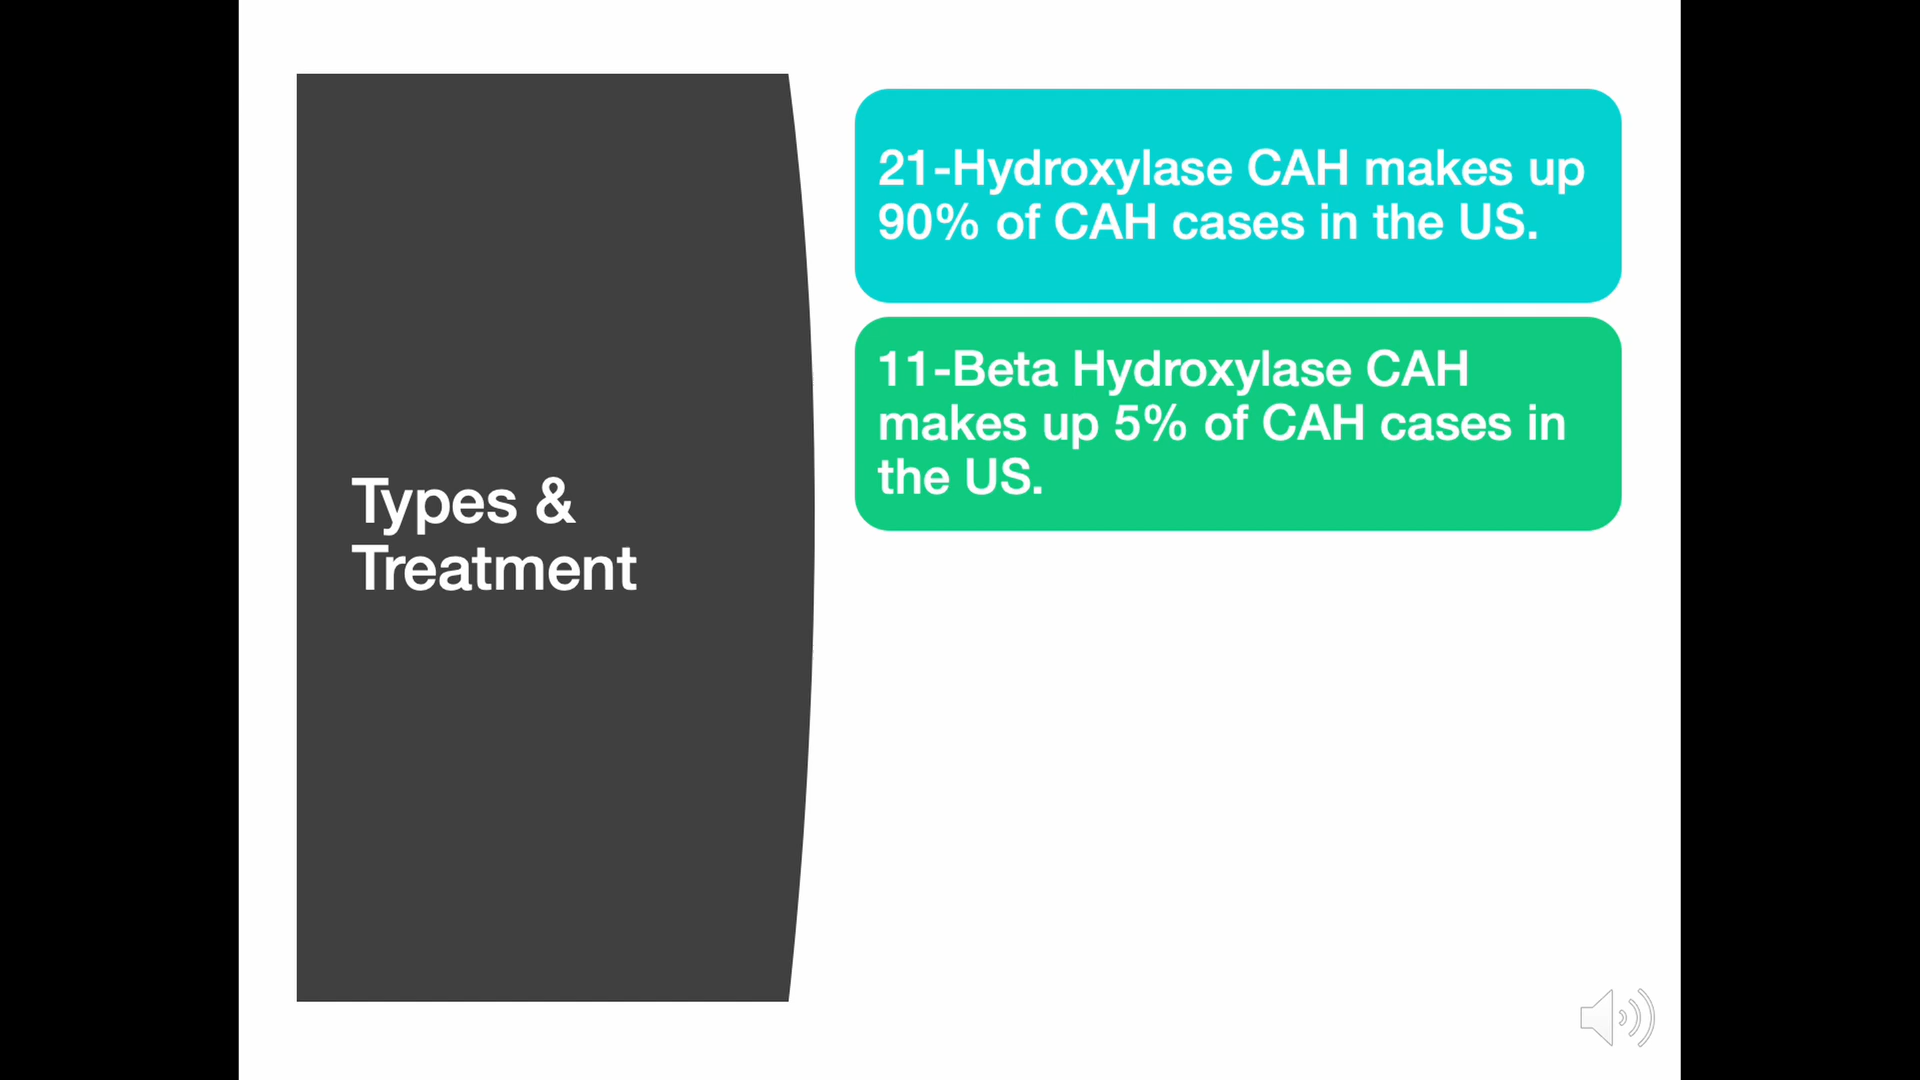 Types &
Treatment
21-Hydroxylase CAH makes up
90% of CAH cases in the US.
11-Beta Hydroxylase CAH
makes up 5% of CAH cases in
the US.